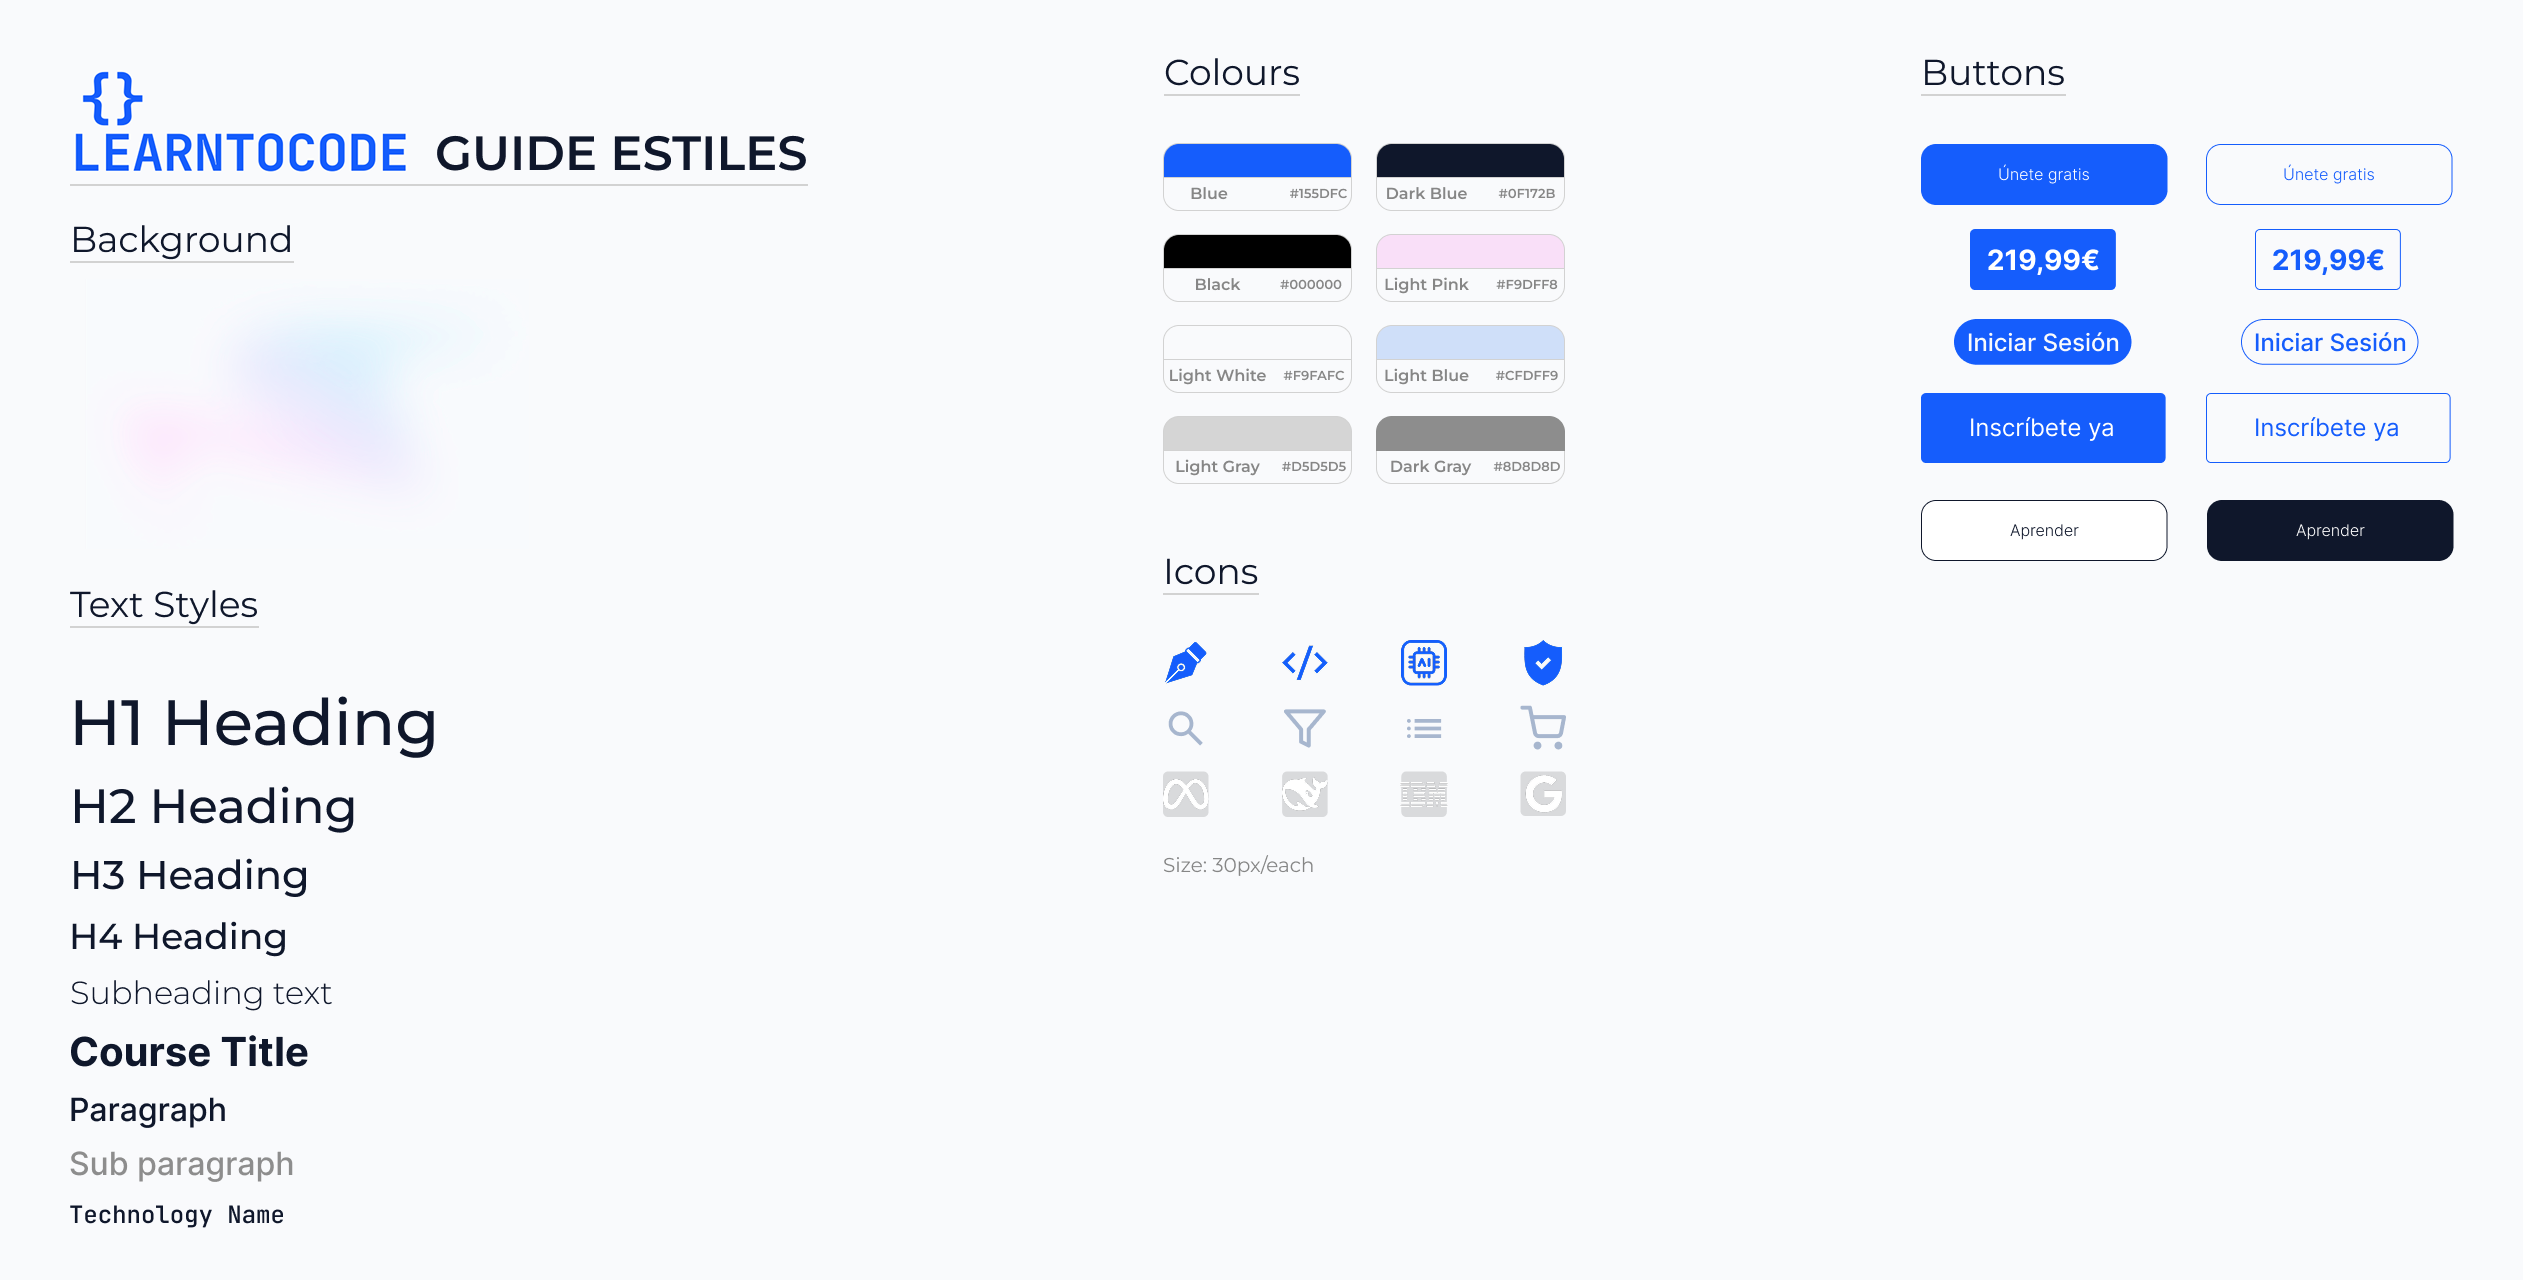 {}
LEARNTOCODE GUIDE ESTILES
Background
Text Styles
H1 Heading
H2 Heading
H3 Heading
H4 Heading
Subheading text
Course Title
Paragraph
Sub paragraph
Technology Name
Colours
Blue #155DFC
Dark Blue #0F172B
Black #000000
Light Pink #F9DFF8
Light White #F9FAFC
Light Blue #CFDFF9
Light Gray #D5D5D5
Dark Gray #8D8D8D
Icons
</>
AI
IBM
G
Size: 30px/each
Buttons
Únete gratis
Únete gratis
219,99€
219,99€
Iniciar Sesión
Iniciar Sesión
Inscríbete ya
Inscríbete ya
Aprender
Aprender